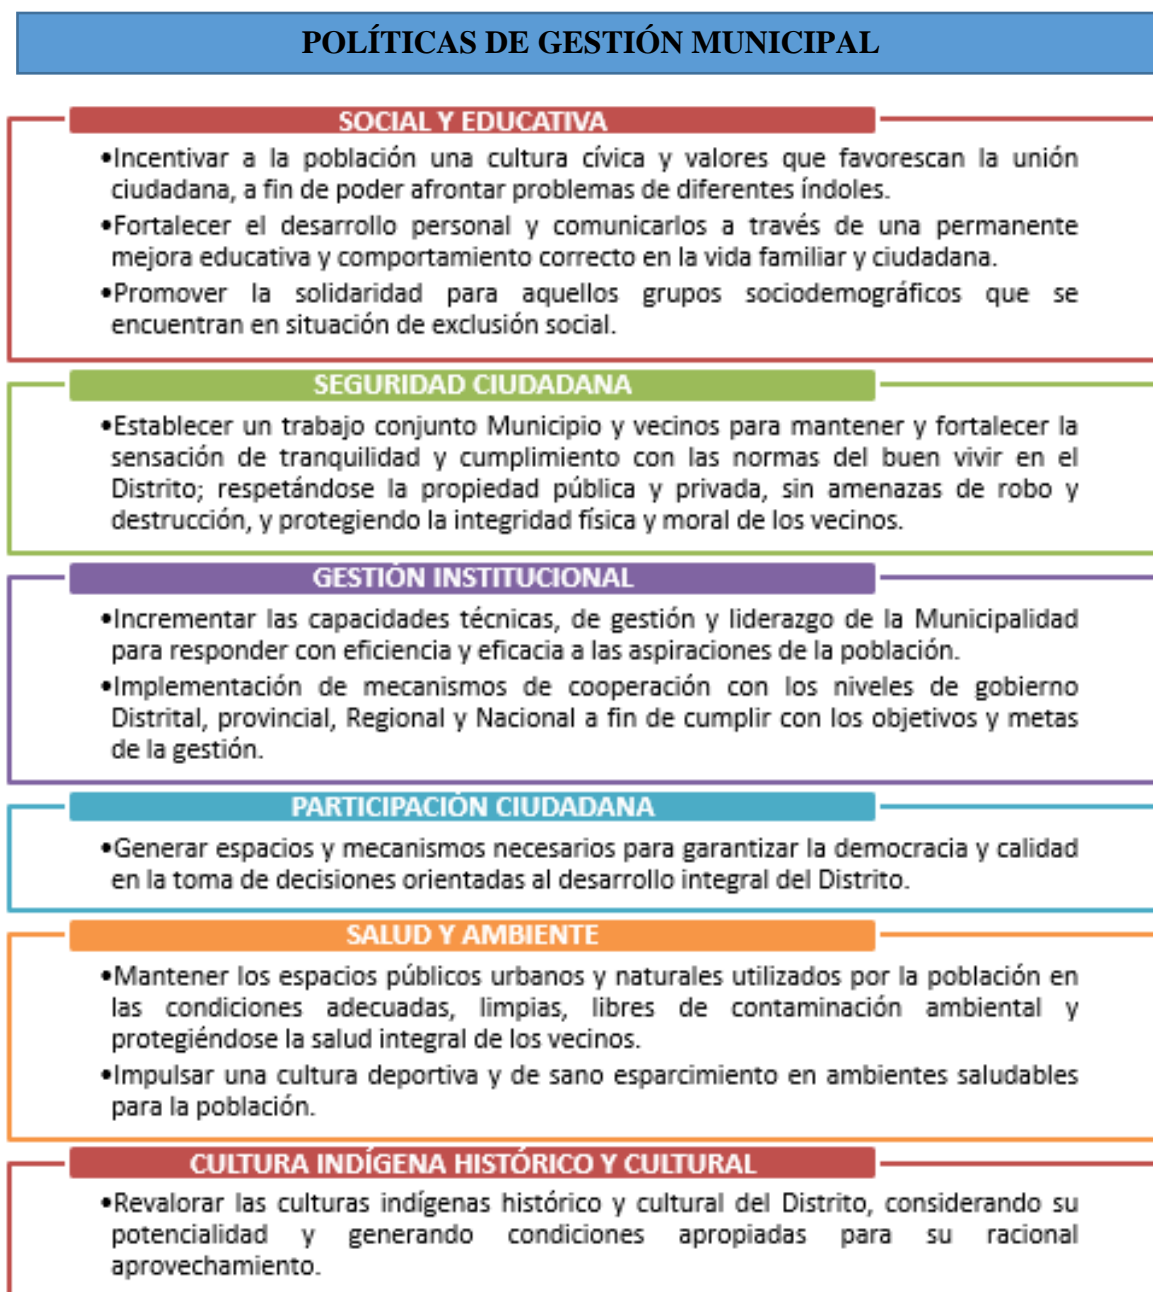 POLÍTICAS DE GESTIÓN MUNICIPAL
SOCIAL Y EDUCATIVA
•Incentivar a la población una cultura cívica y valores que favorescan la unión
ciudadana, a fin de poder afrontar problemas de diferentes índoles.
•Fortalecer el desarrollo personal y comunicarlos a través de una permanente
mejora educativa y comportamiento correcto en la vida familiar y ciudadana.
•Promover la solidaridad para aquellos grupos sociodemográficos que se
encuentran en situación de exclusión social.
SEGURIDAD CIUDADANA
•Establecer un trabajo conjunto Municipio y vecinos para mantener y fortalecer la
sensación de tranquilidad y cumplimiento con las normas del buen vivir en el
Distrito; respetándose la propiedad pública y privada, sin amenazas de robo y
destrucción, y protegiendo la integridad física y moral de los vecinos.
GESTIÓN INSTITUCIONAL
•Incrementar las capacidades técnicas, de gestión y liderazgo de la Municipalidad
para responder con eficiencia y eficacia a las aspiraciones de la población.
•Implementación de mecanismos de cooperación con los niveles de gobierno
Distrital, provincial, Regional y Nacional a fin de cumplir con los objetivos y metas
de la gestión.
PARTICIPACIÓN CIUDADANA
•Generar espacios y mecanismos necesarios para garantizar la democracia y calidad
en la toma de decisiones orientadas al desarrollo integral del Distrito.
SALUD Y AMBIENTE
•Mantener los espacios públicos urbanos y naturales utilizados por la población en
las condiciones adecuadas, limpias, libres de contaminación ambiental y
protegiéndose la salud integral de los vecinos.
•Impulsar una cultura deportiva y de sano esparcimiento en ambientes saludables
para la población.
CULTURA INDÍGENA HISTÓRICO Y CULTURAL
•Revalorar las culturas indígenas histórico y cultural del Distrito, considerando su
potencialidad y generando condiciones apropiadas para su racional
aprovechamiento.